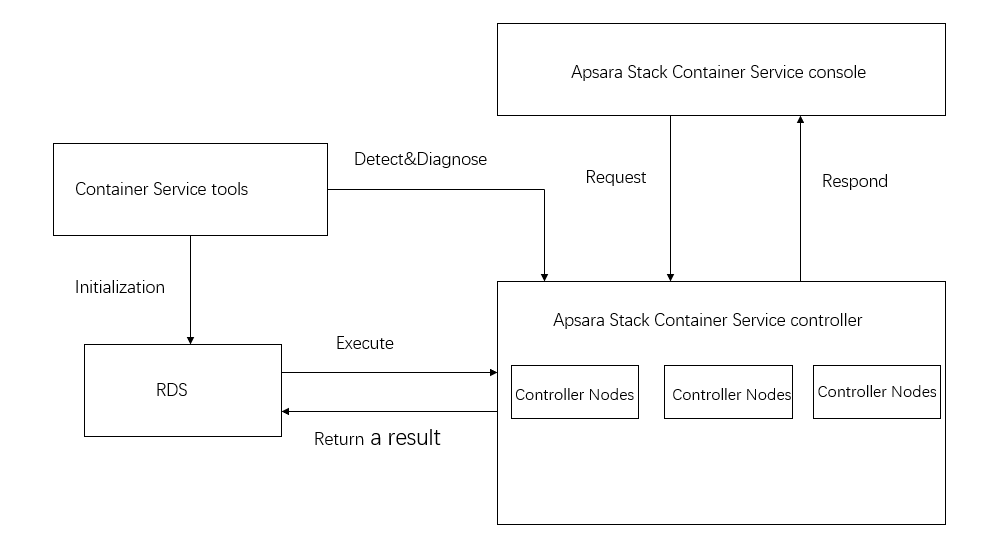 Apsara Stack Container Service console
Detect&Diagnose
Container Service tools
Request
Respond
Initialization
Apsara Stack Container Service controller
Execute
RDS
Controller Nodes
Controller Nodes
Controller Nodes
Return a result